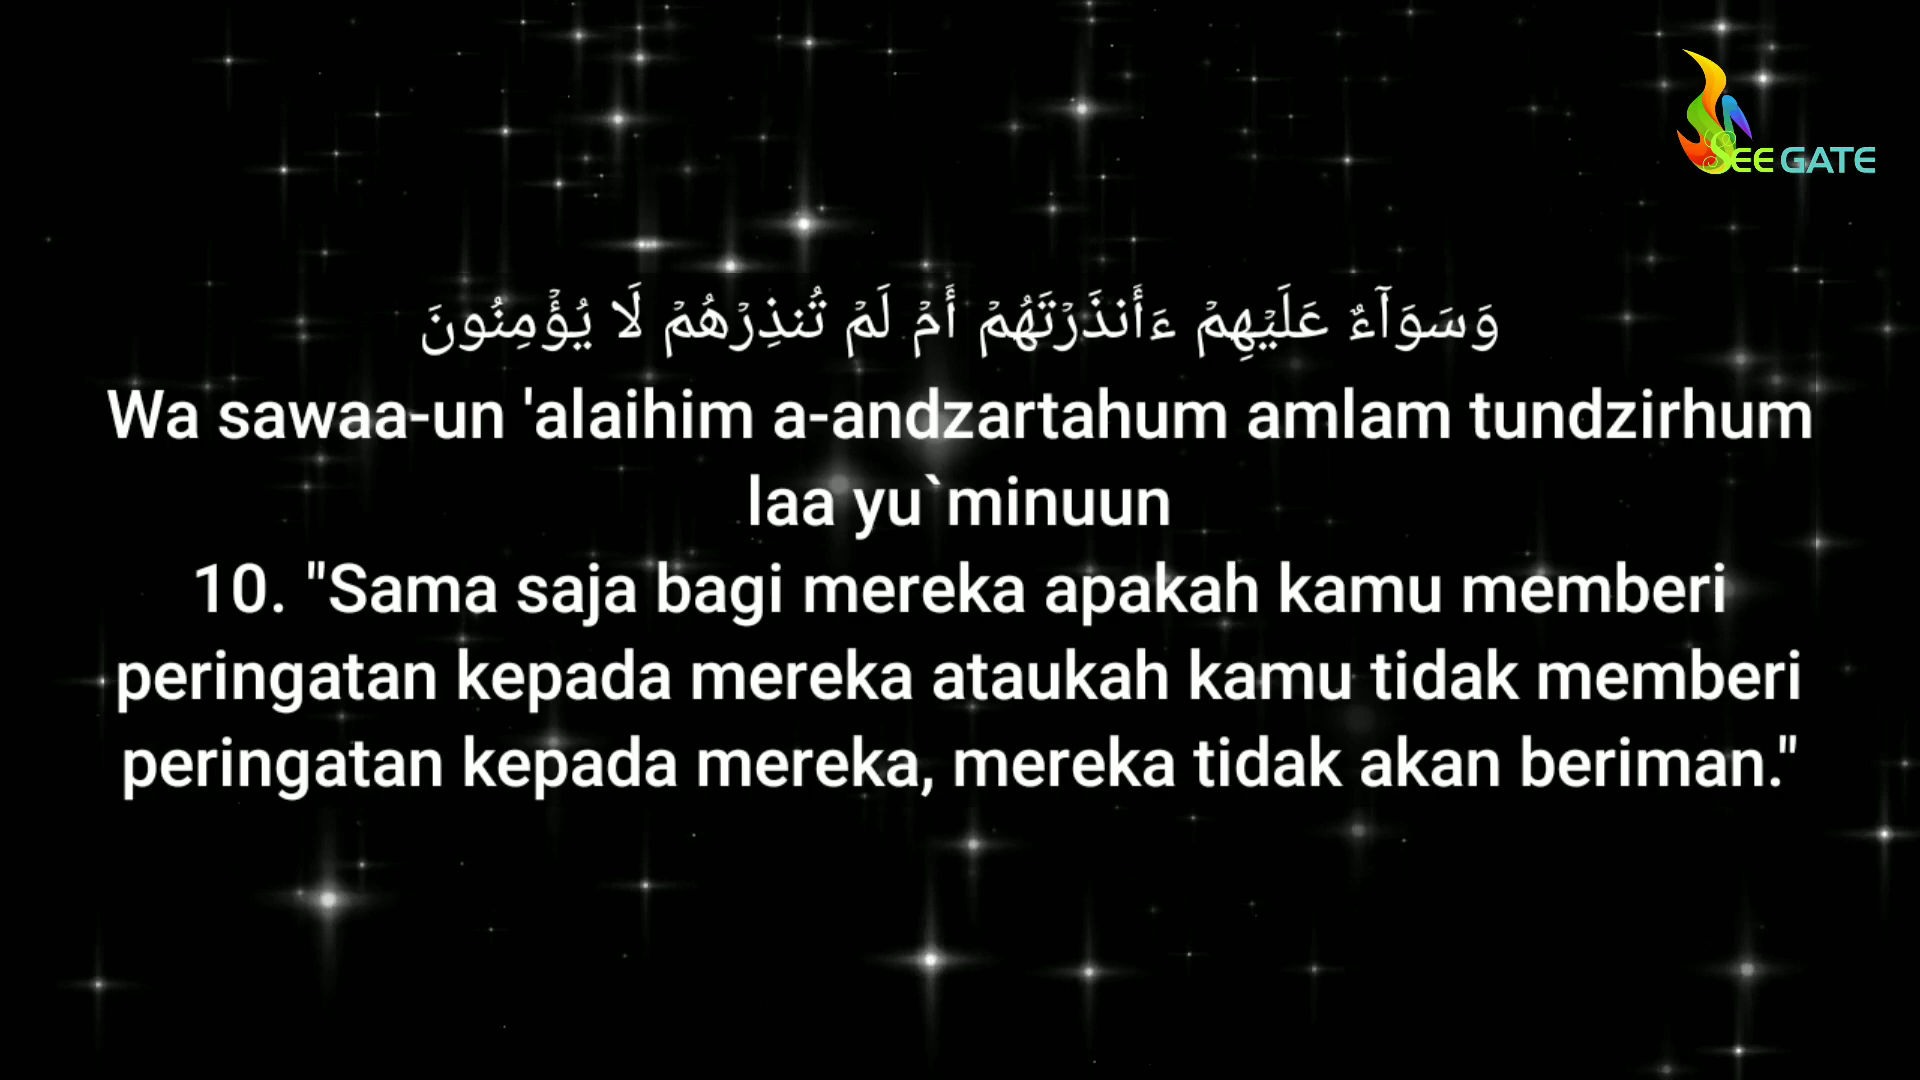 SEE GATE
وَسَوَآءٌ عَلَيْهِمْ ءَأَنذَرْتَهُمْ أَمْ لَمْ تُنذِرْهُمْ لَا يُؤْمِنُونَ
Wa sawaa-un 'alaihim a-andzartahum amlam tundzirhum
laa yu`minuun
10. "Sama saja bagi mereka apakah kamu memberi
peringatan kepada mereka ataukah kamu tidak memberi
peringatan kepada mereka, mereka tidak akan beriman."